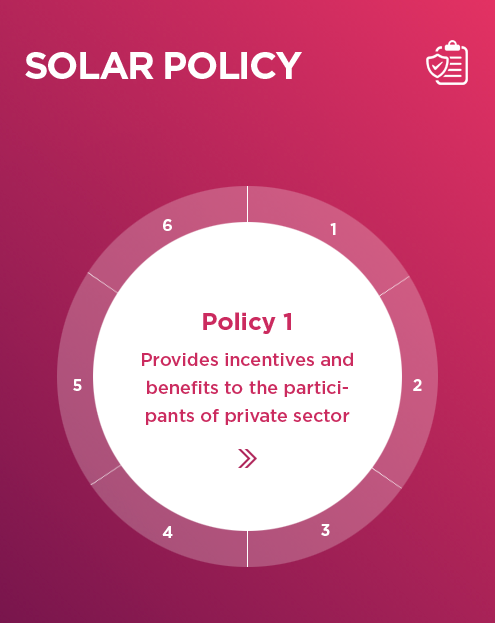 SOLAR POLICY
6
1
Policy 1
Provides incentives and
benefits to the partici-
pants of private sector
5
2
4
3